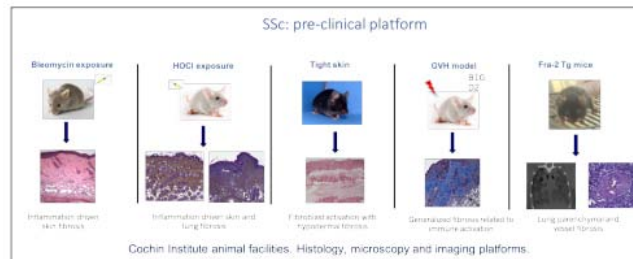 SSc: pre-clinical platform
Bleomycin exposure
HOCl exposure
Tight skin
GVH model
Fra-2 Tg mice
B10.
D2
Inflammation driven
skin fibrosis
Inflammation driven skin and
lung fibrosis
Fibroblast activation with
hypodermal fibrosis
Generalized fibrosis related to
immune activation
Lung parenchymal and
vessel fibrosis
Cochin Institute animal facilities. Histology, microscopy and imaging platforms.